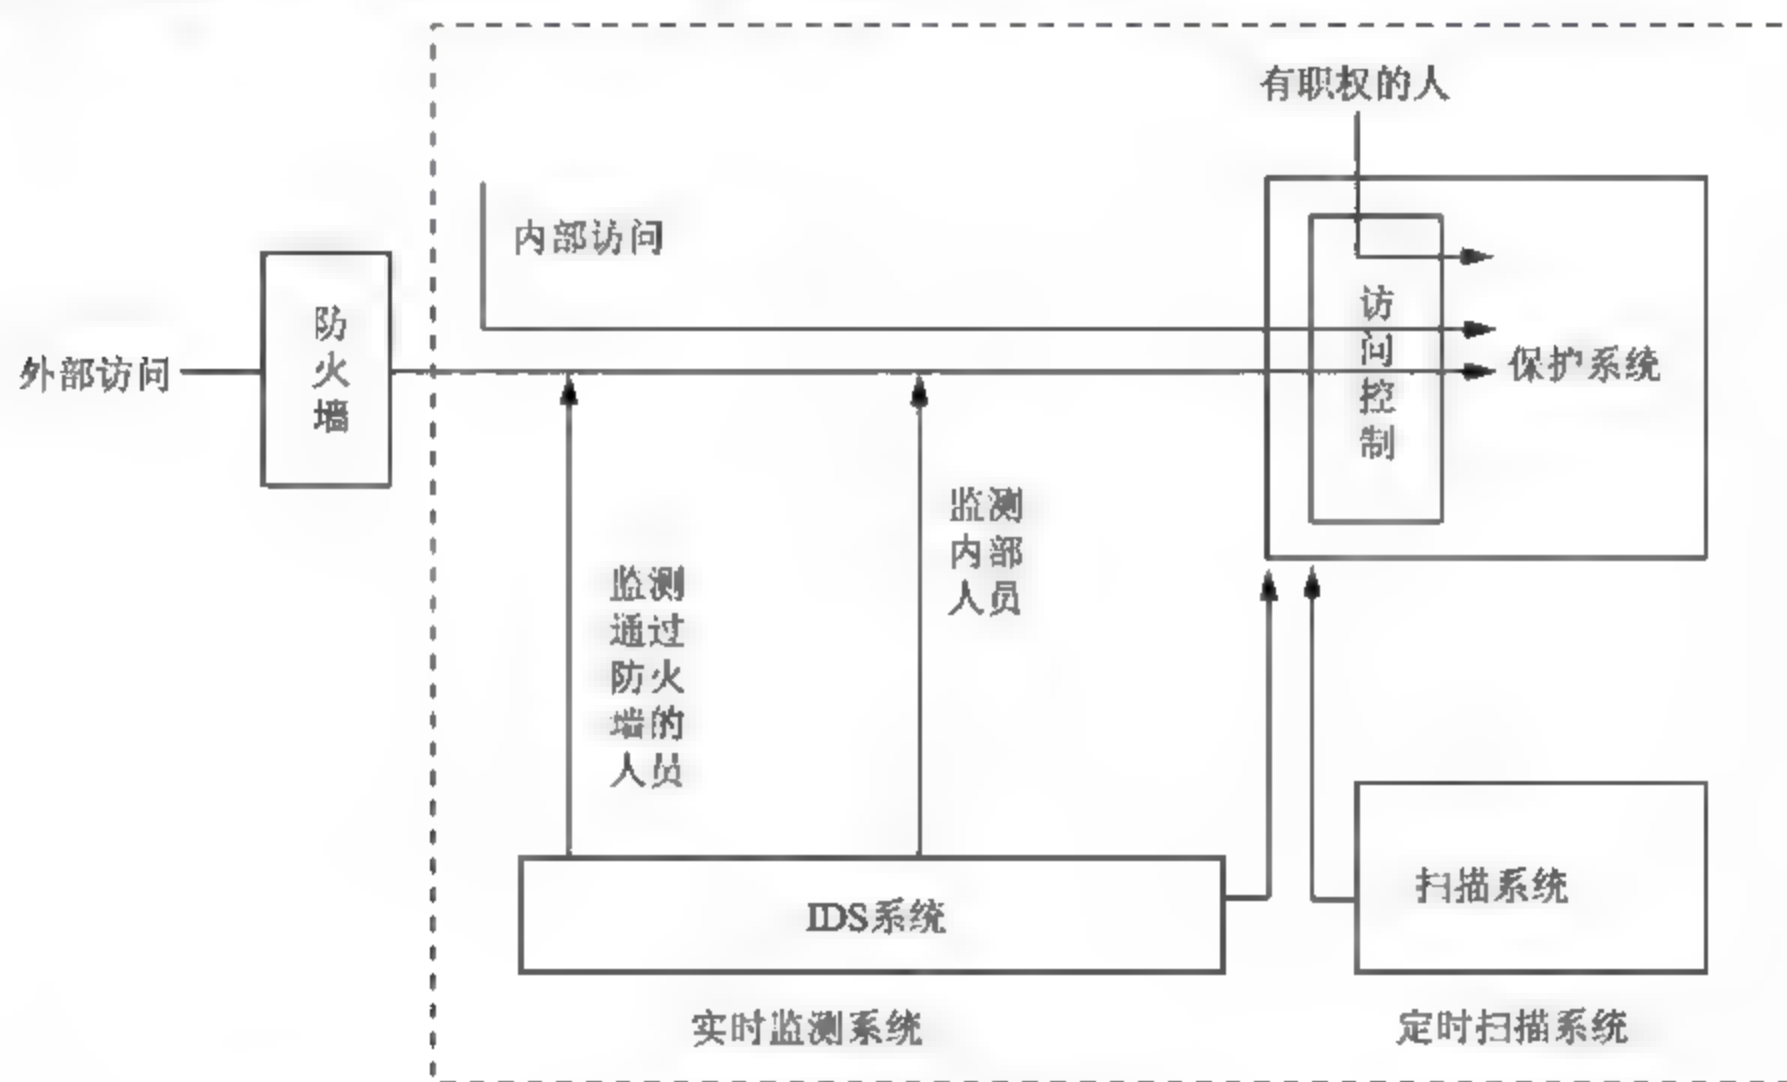 有职权的人
内部访问
外部访问
防火墙
访问控制
保护系统
监测内部人员
监测通过防火墙的人员
IDS系统
扫描系统
实时监测系统
定时扫描系统